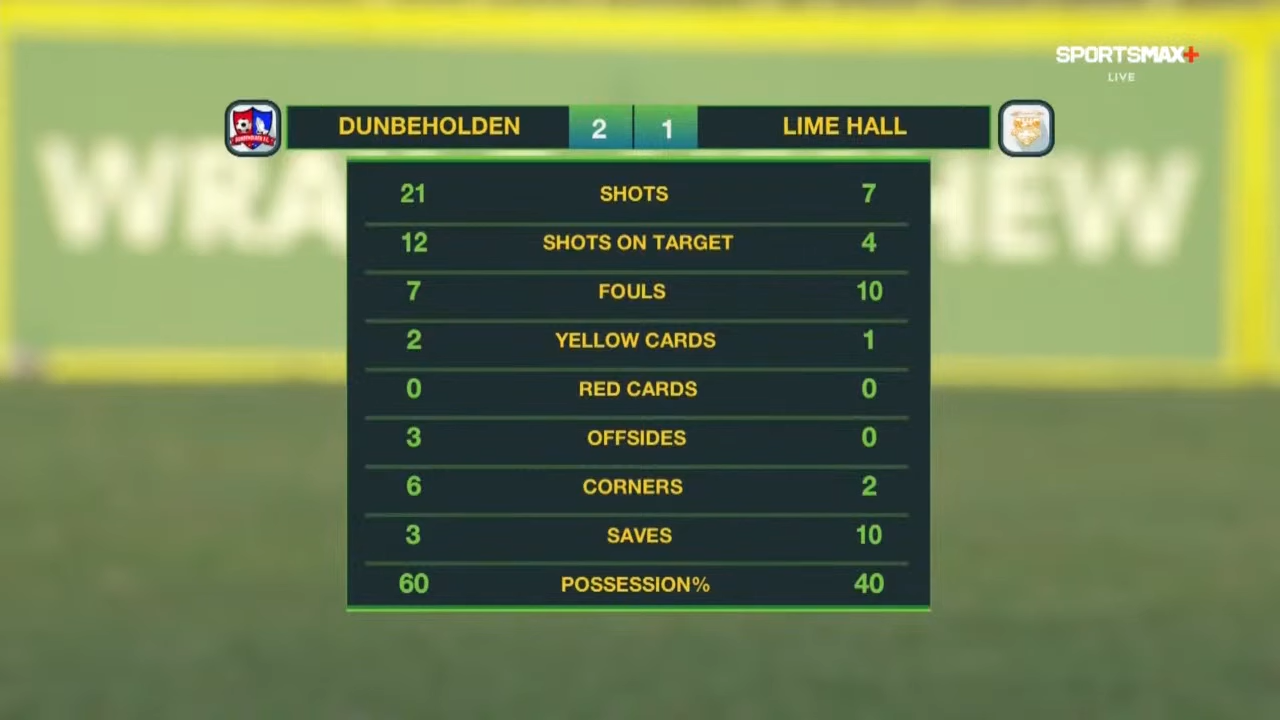 SPORTSMAX+
LIVE
DUNBEHOLDEN 2 1 LIME HALL
21 SHOTS 7
12 SHOTS ON TARGET 4
7 FOULS 10
2 YELLOW CARDS 1
0 RED CARDS 0
3 OFFSIDES 0
6 CORNERS 2
3 SAVES 10
60 POSSESSION% 40